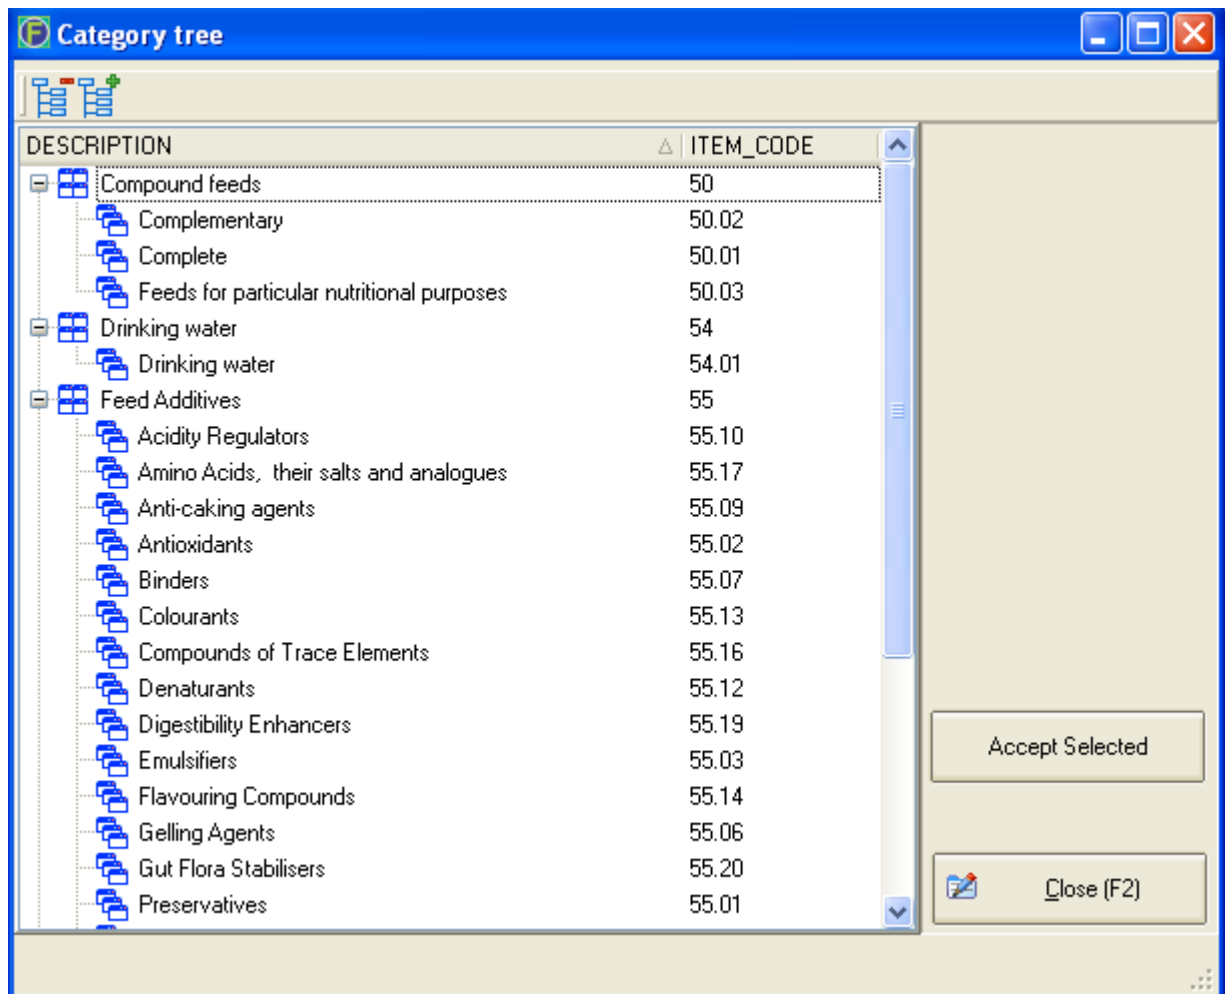 Category tree
DESCRIPTION ITEM_CODE
Compound feeds 50
Complementary 50.02
Complete 50.01
Feeds for particular nutritional purposes 50.03
Drinking water 54
Drinking water 54.01
Feed Additives 55
Acidity Regulators 55.10
Amino Acids, their salts and analogues 55.17
Anti-caking agents 55.09
Antioxidants 55.02
Binders 55.07
Colourants 55.13
Compounds of Trace Elements 55.16
Denaturants 55.12
Digestibility Enhancers 55.19
Emulsifiers 55.03
Flavouring Compounds 55.14
Gelling Agents 55.06
Gut Flora Stabilisers 55.20
Preservatives 55.01
Accept Selected
Close (F2)